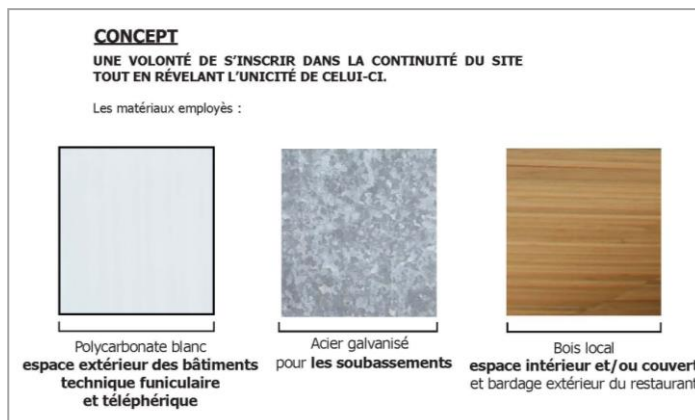 CONCEPT
UNE VOLONTÉ DE S'INSCRIRE DANS LA CONTINUITÉ DU SITE
TOUT EN RÉVELANT L'UNICITÉ DE CELUI-CI.
Les matériaux employès :
Polycarbonate blanc
espace extérieur des bâtiments
technique funiculaire
et téléphérique
Acier galvanisé
pour les soubassements
Bois local
espace intérieur et/ou couvert
et bardage extérieur du restaurant